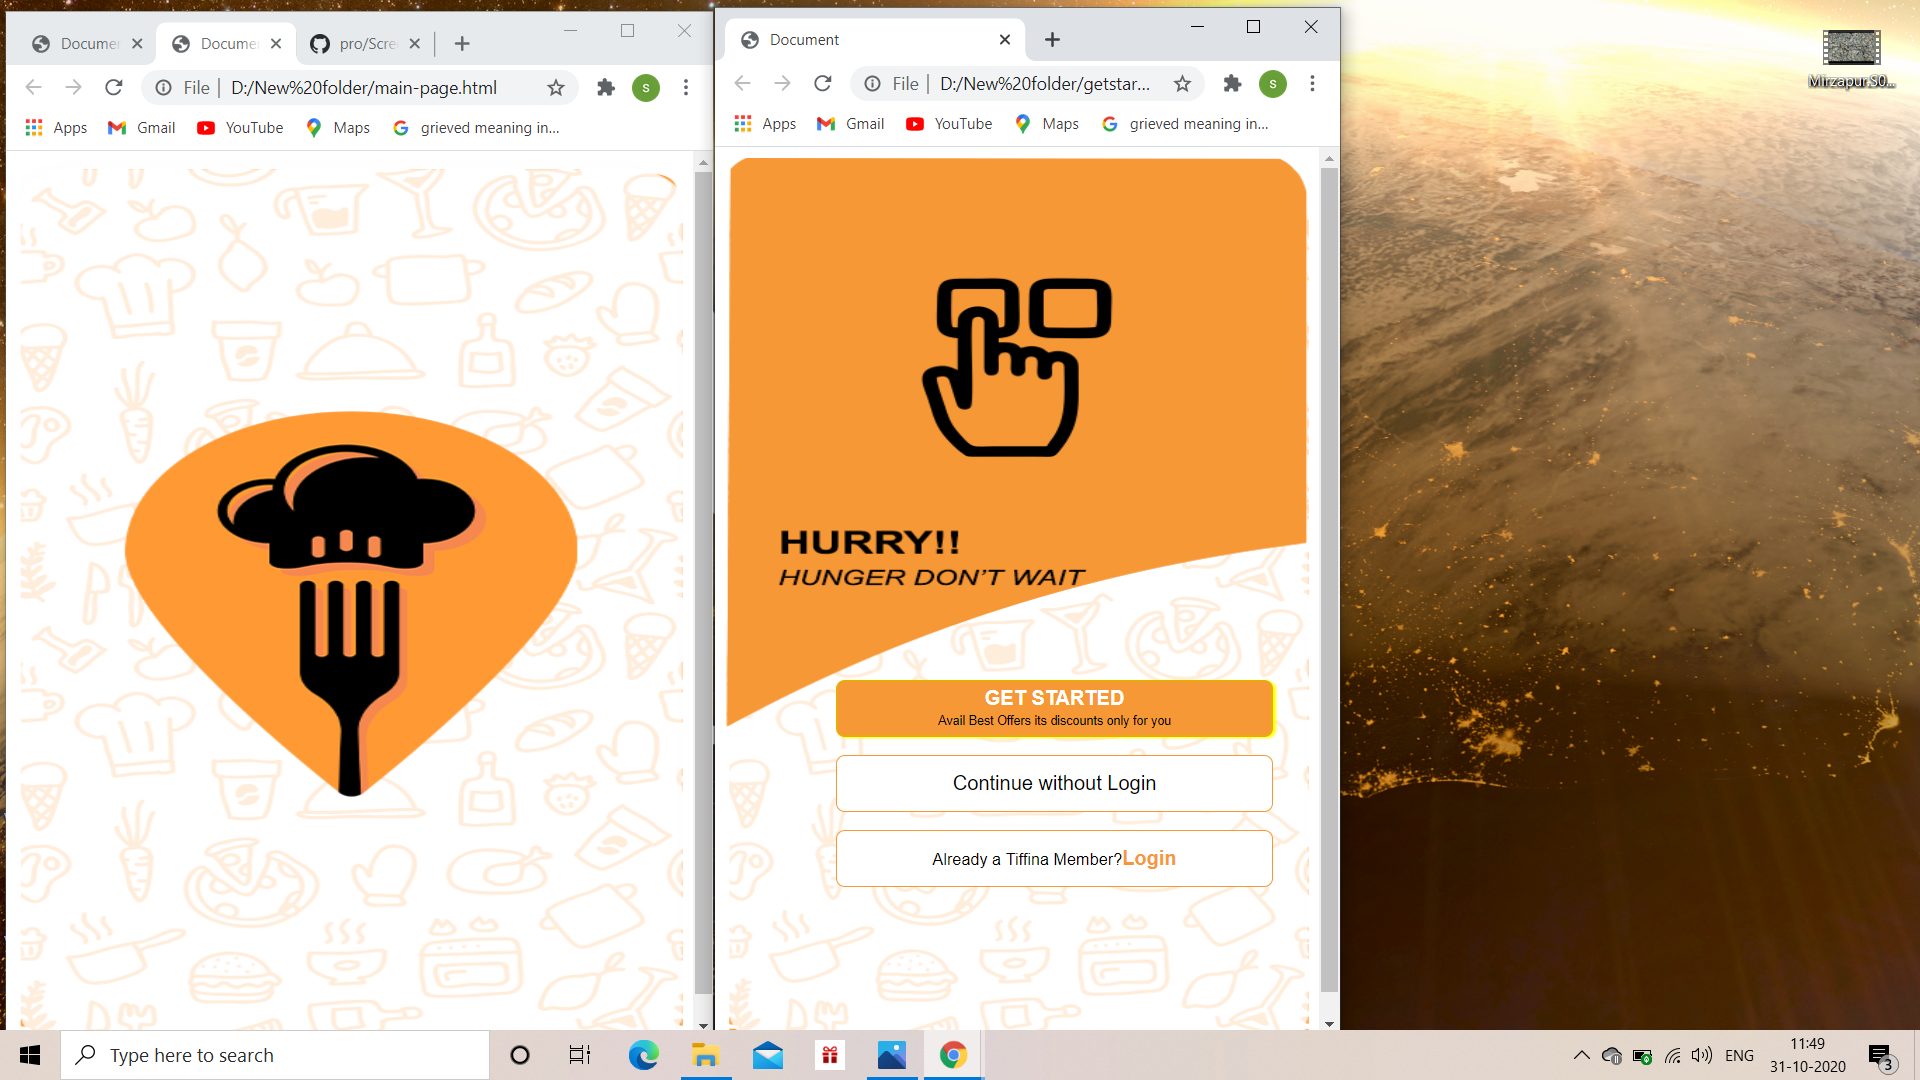 Documer
Documer
pro/Scree
File
D:/New%20folder/main-page.html
s
Apps
Gmail
YouTube
Maps
grieved meaning in...
Document
File
D:/New%20folder/getstar...
s
Apps
Gmail
YouTube
Maps
grieved meaning in...
HURRY!!
HUNGER DON'T WAIT
GET STARTED
Avail Best Offers its discounts only for you
Continue without Login
Already a Tiffina Member?Login
Mirzapur.S0...
Type here to search
ENG
11:49
31-10-2020
3